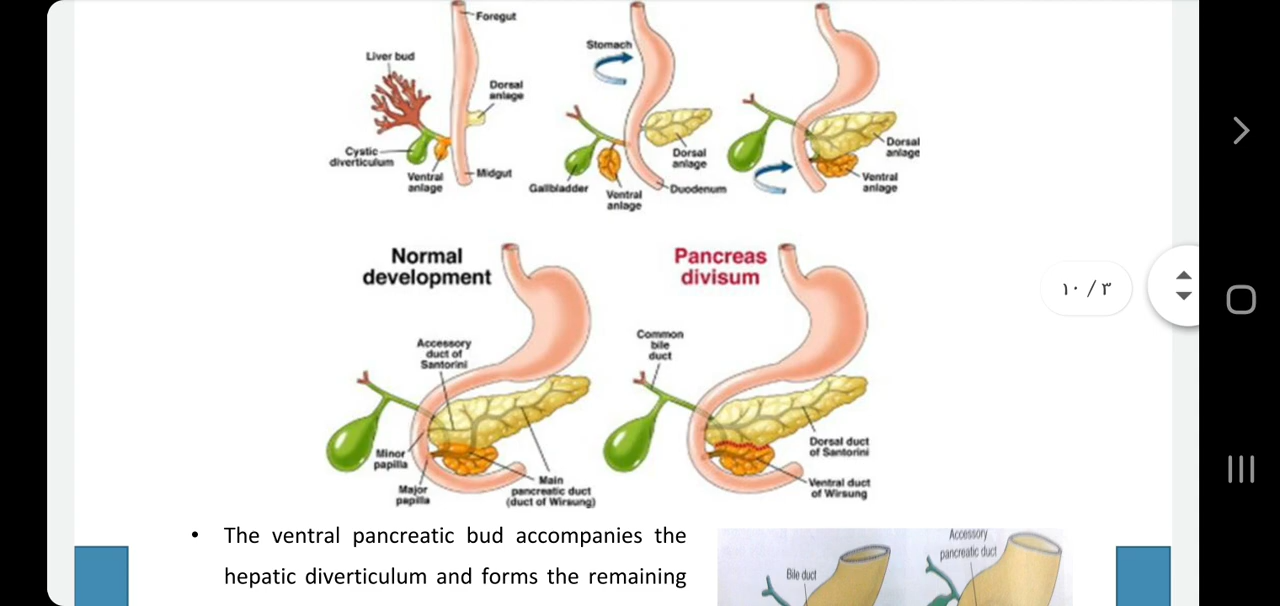 Foregut
Liver bud
Dorsal
anlage
Cystic
diverticulum
Ventral
anlage
Midgut
Stomach
Dorsal
anlage
Gallbladder
Ventral
anlage
Duodenum
Dorsal
anlage
Ventral
anlage
Normal
development
Accessory
duct of
Santorini
Minor
papilla
Major
papilla
Main
pancreatic duct
(duct of Wirsung)
Pancreas
divisum
Common
bile
duct
Dorsal duct
of Santorini
Ventral duct
of Wirsung
١٠ / ٣
• The ventral pancreatic bud accompanies the
hepatic diverticulum and forms the remaining
Bile duct
Accessory
pancreatic duct